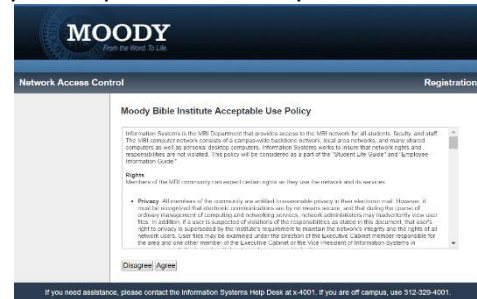 MOODY
From the Word. To Life.
Network Access Control
Registration
Moody Bible Institute Acceptable Use Policy
Information Systems is the MBI Department that provides access to the MBI network for all students, faculty, and staff.
The MBI computer network consists of a campus-wide backbone network, local area networks, and many shared
computers as well as personal desktop computers. Information Systems works to insure that network rights and
responsibilities are not violated. This policy will be considered as a part of the "Student Life Guide" and "Employee
Information Guide."
Rights
Members of the MBI community can expect certain rights as they use the network and its services.
• Privacy. All members of the community are entitled to reasonable privacy in their electronic mail. However, it
must be recognized that electronic communications are by no means secure, and that during the course of
ordinary management of computing and networking services, network administrators may inadvertently view user
files. In addition, if a user is suspected of violations of the responsibilities as stated in this document, that user's
right to privacy is superseded by the institute's requirement to maintain the network's integrity and the rights of all
network users. User files may be examined under the direction of the Executive Cabinet member responsible for
the area and one other member of the Executive Cabinet or the Vice President of Information Systems in
Disagree Agree
If you need assistance, please contact the Information Systems Help Desk at x-4001. If you are off campus, use 312-329-4001.